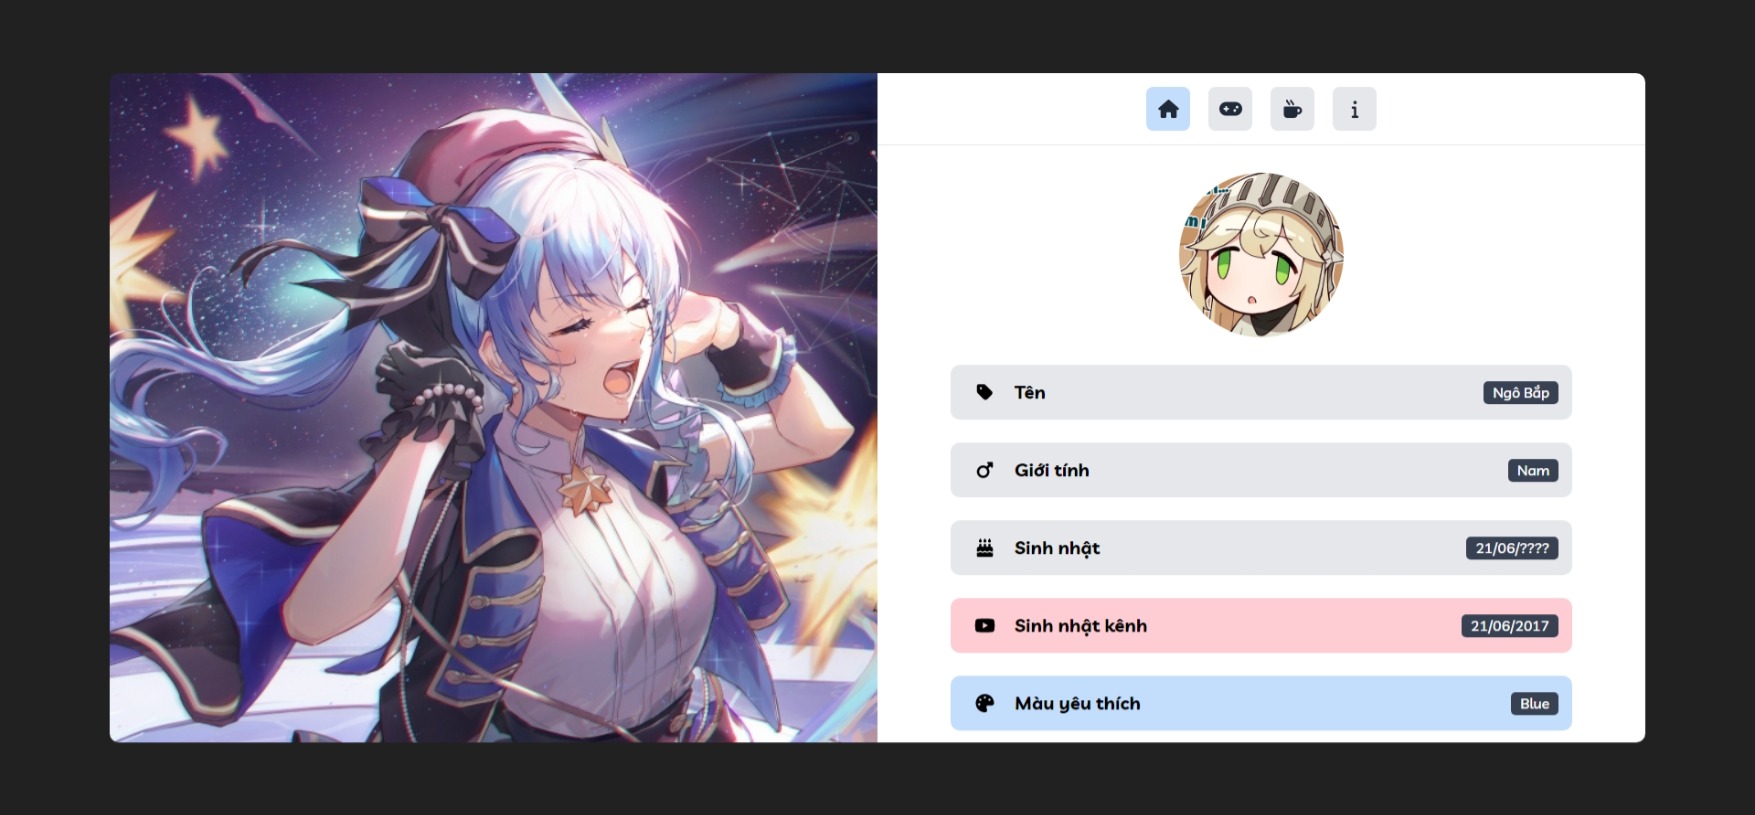 Tên
Ngô Bắp
Giới tính
Nam
Sinh nhật
21/06/????
Sinh nhật kênh
21/06/2017
Màu yêu thích
Blue